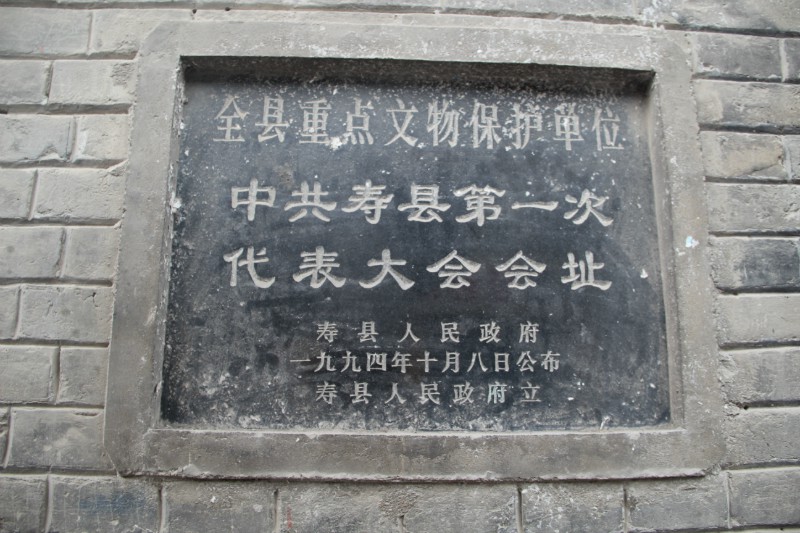 全县重点文物保护单位
中共寿县第一次
代表大会会址
寿县人民政府
一九九四年十月八日公布
寿县人民政府立